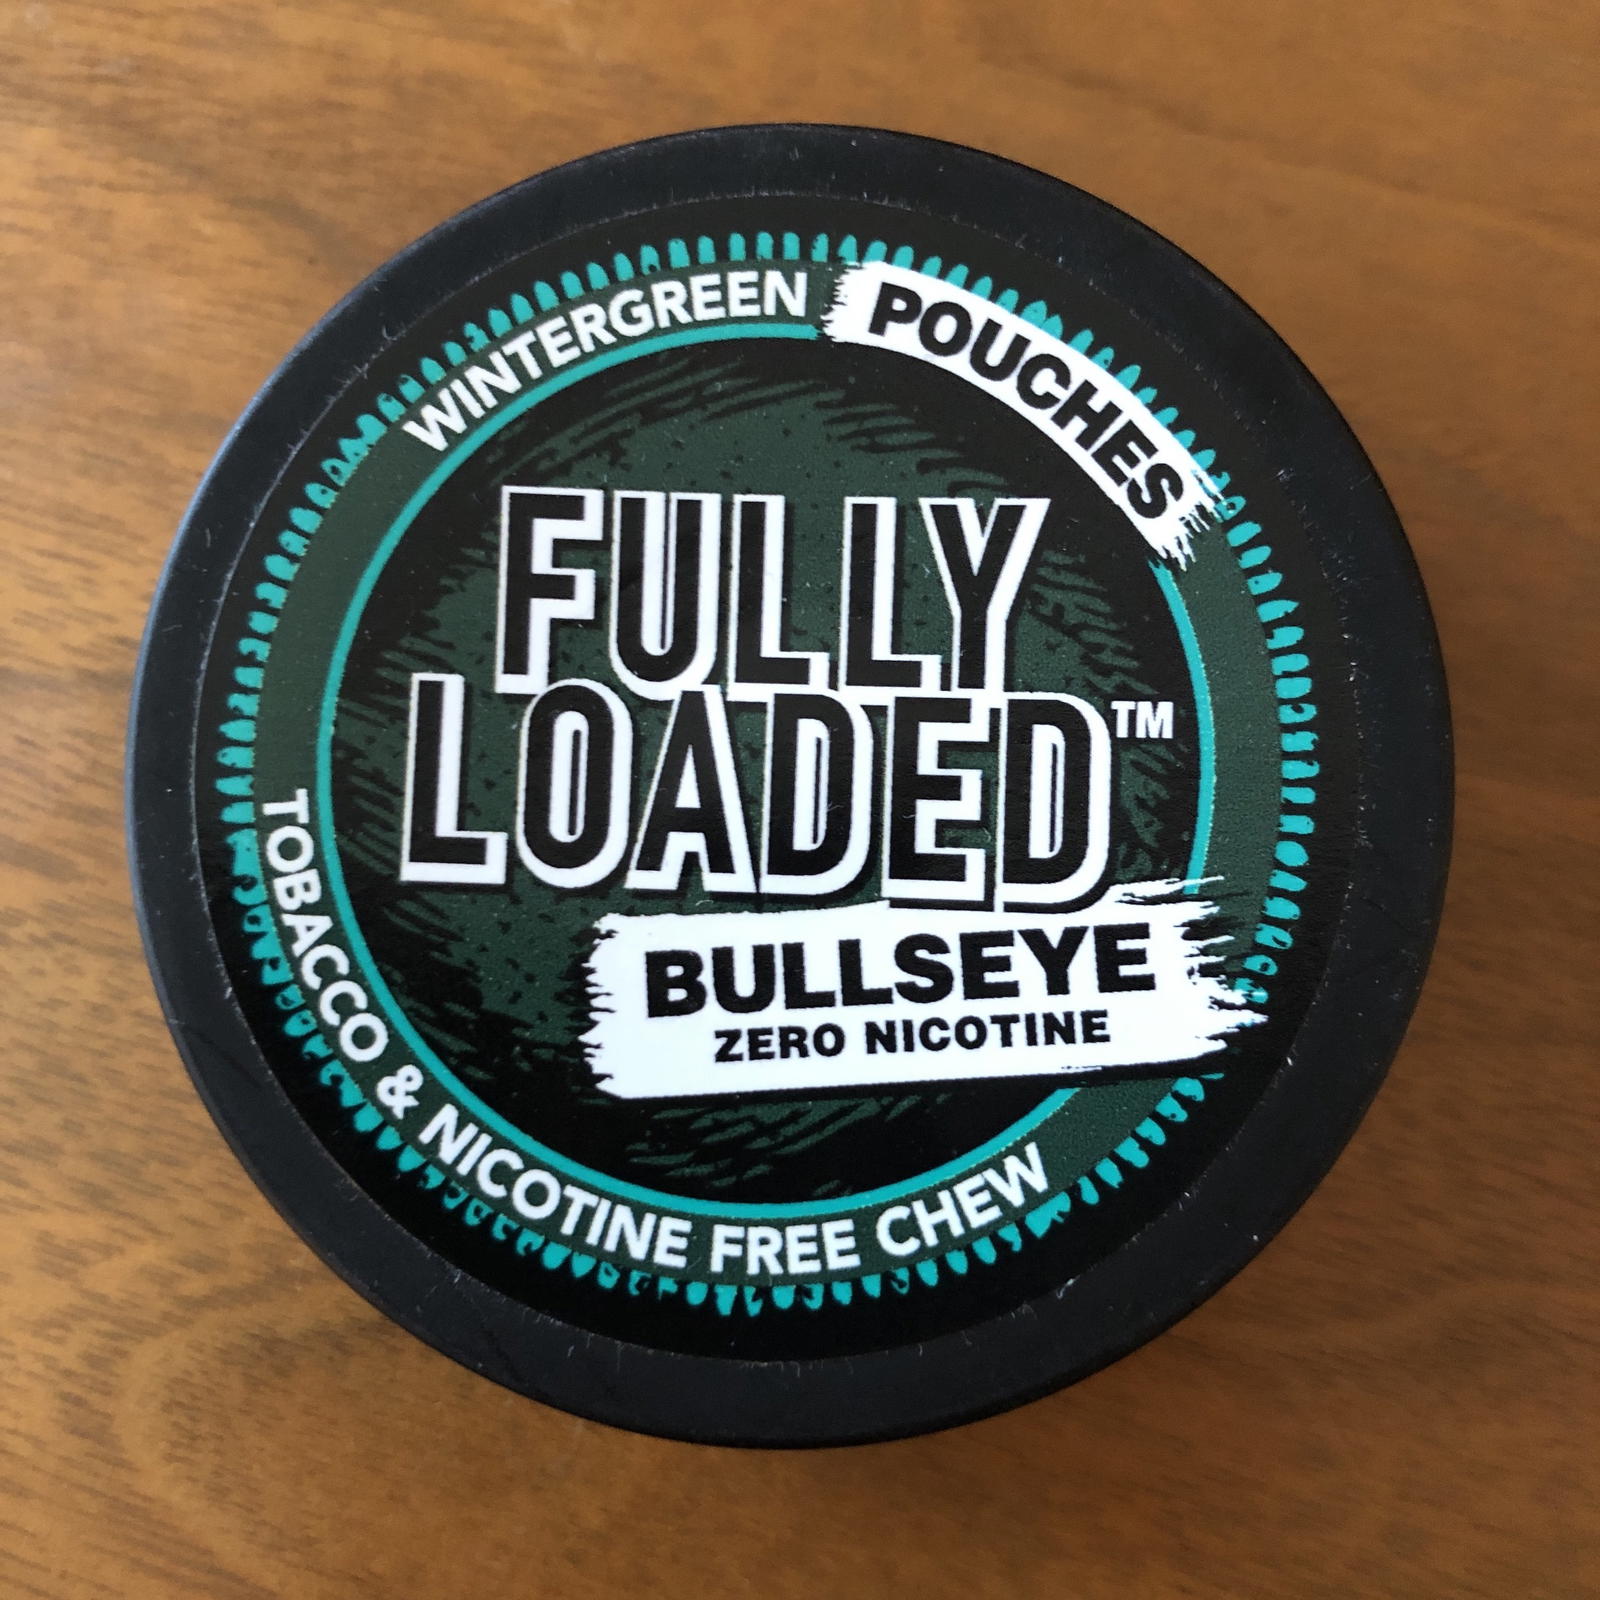 WINTERGREEN POUCHES
FULLY
LOADED™
BULLSEYE
ZERO NICOTINE
TOBACCO & NICOTINE FREE CHEW